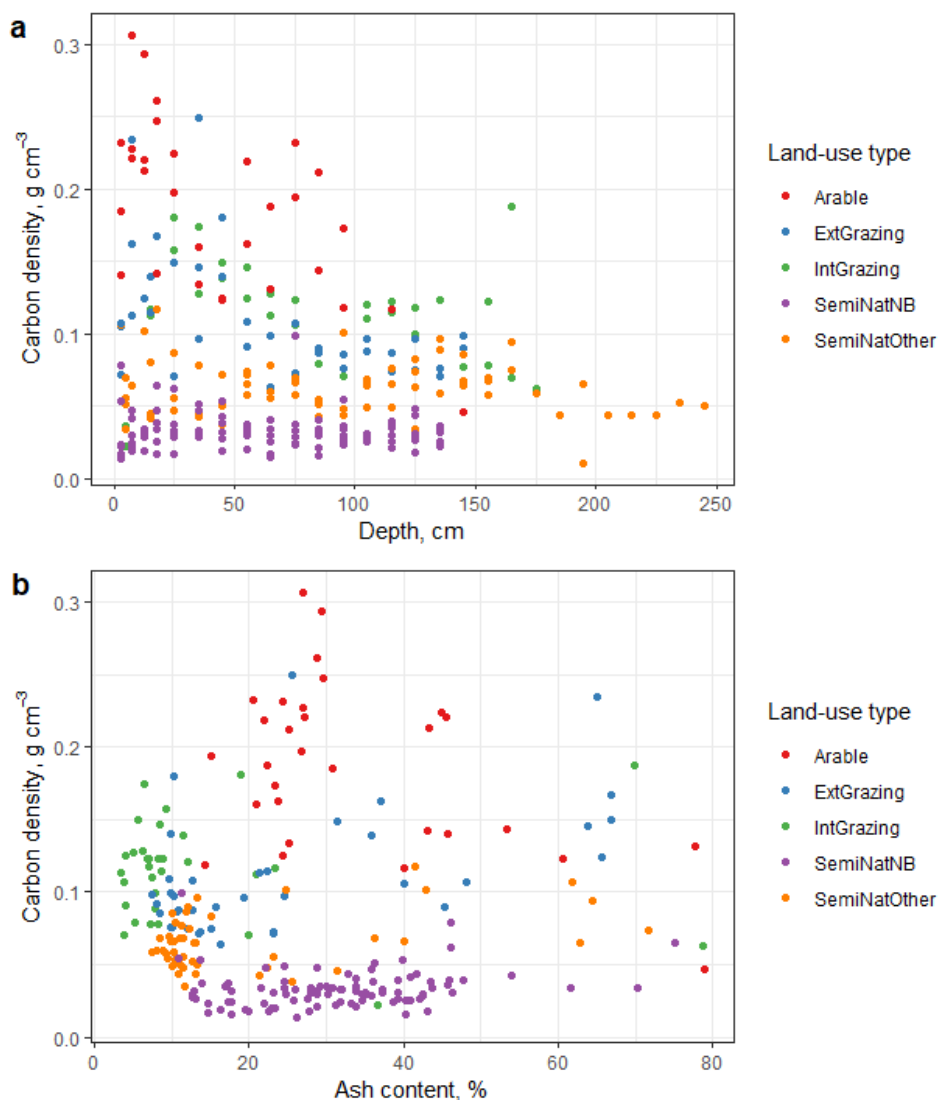 a
0.3
0.2
0.1
0.0
Carbon density, g cm⁻³
0
50
100
150
200
250
Depth, cm
Land-use type
Arable
ExtGrazing
IntGrazing
SemiNatNB
SemiNatOther
b
0.3
0.2
0.1
0.0
Carbon density, g cm⁻³
0
20
40
60
80
Ash content, %
Land-use type
Arable
ExtGrazing
IntGrazing
SemiNatNB
SemiNatOther